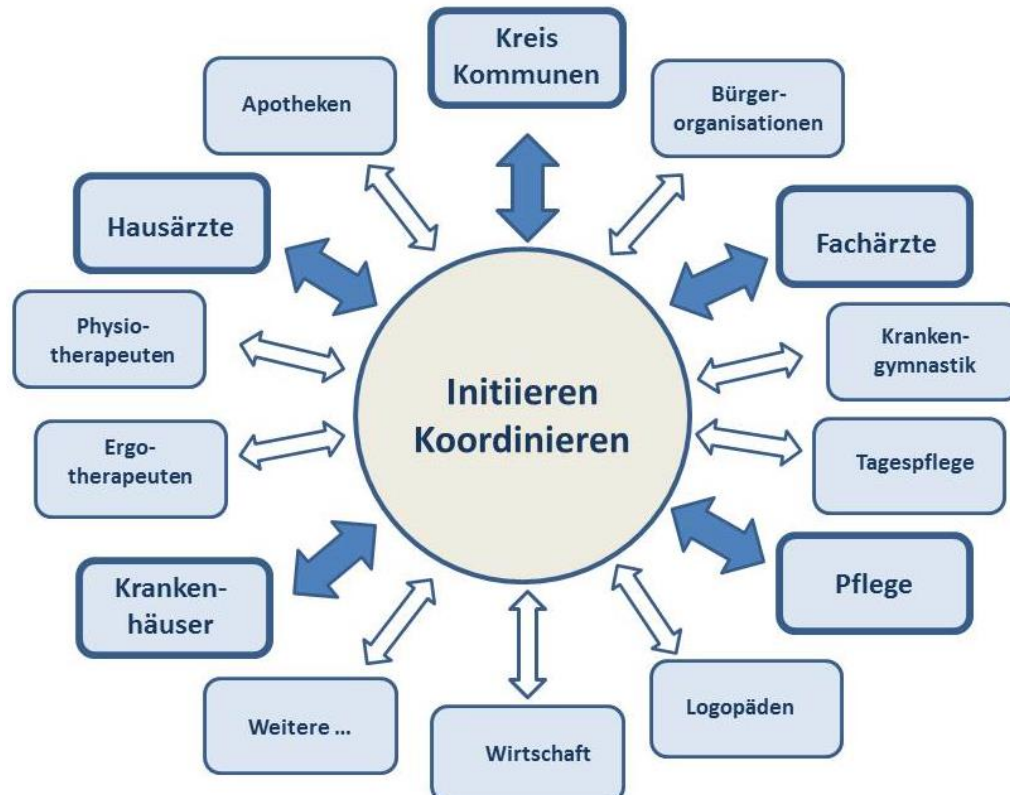 Kreis
Kommunen
Apotheken
Bürger-
organisationen
Hausärzte
Fachärzte
Physio-
therapeuten
Kranken-
gymnastik
Initiieren
Koordinieren
Ergo-
therapeuten
Tagespflege
Kranken-
häuser
Pflege
Weitere ...
Wirtschaft
Logopäden